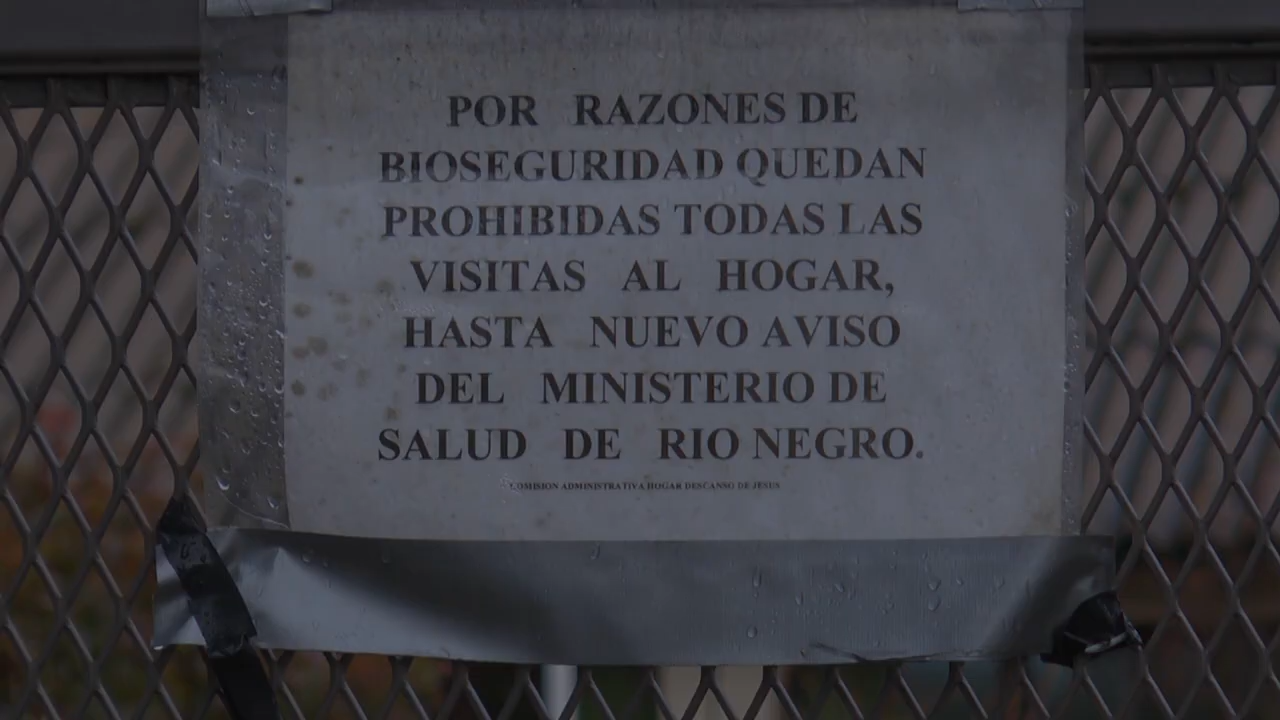 POR RAZONES DE
BIOSEGURIDAD QUEDAN
PROHIBIDAS TODAS LAS
VISITAS AL HOGAR,
HASTA NUEVO AVISO
DEL MINISTERIO DE
SALUD DE RIO NEGRO.
COMISION ADMINISTRATIVA HOGAR DESCANSO DE JESUS